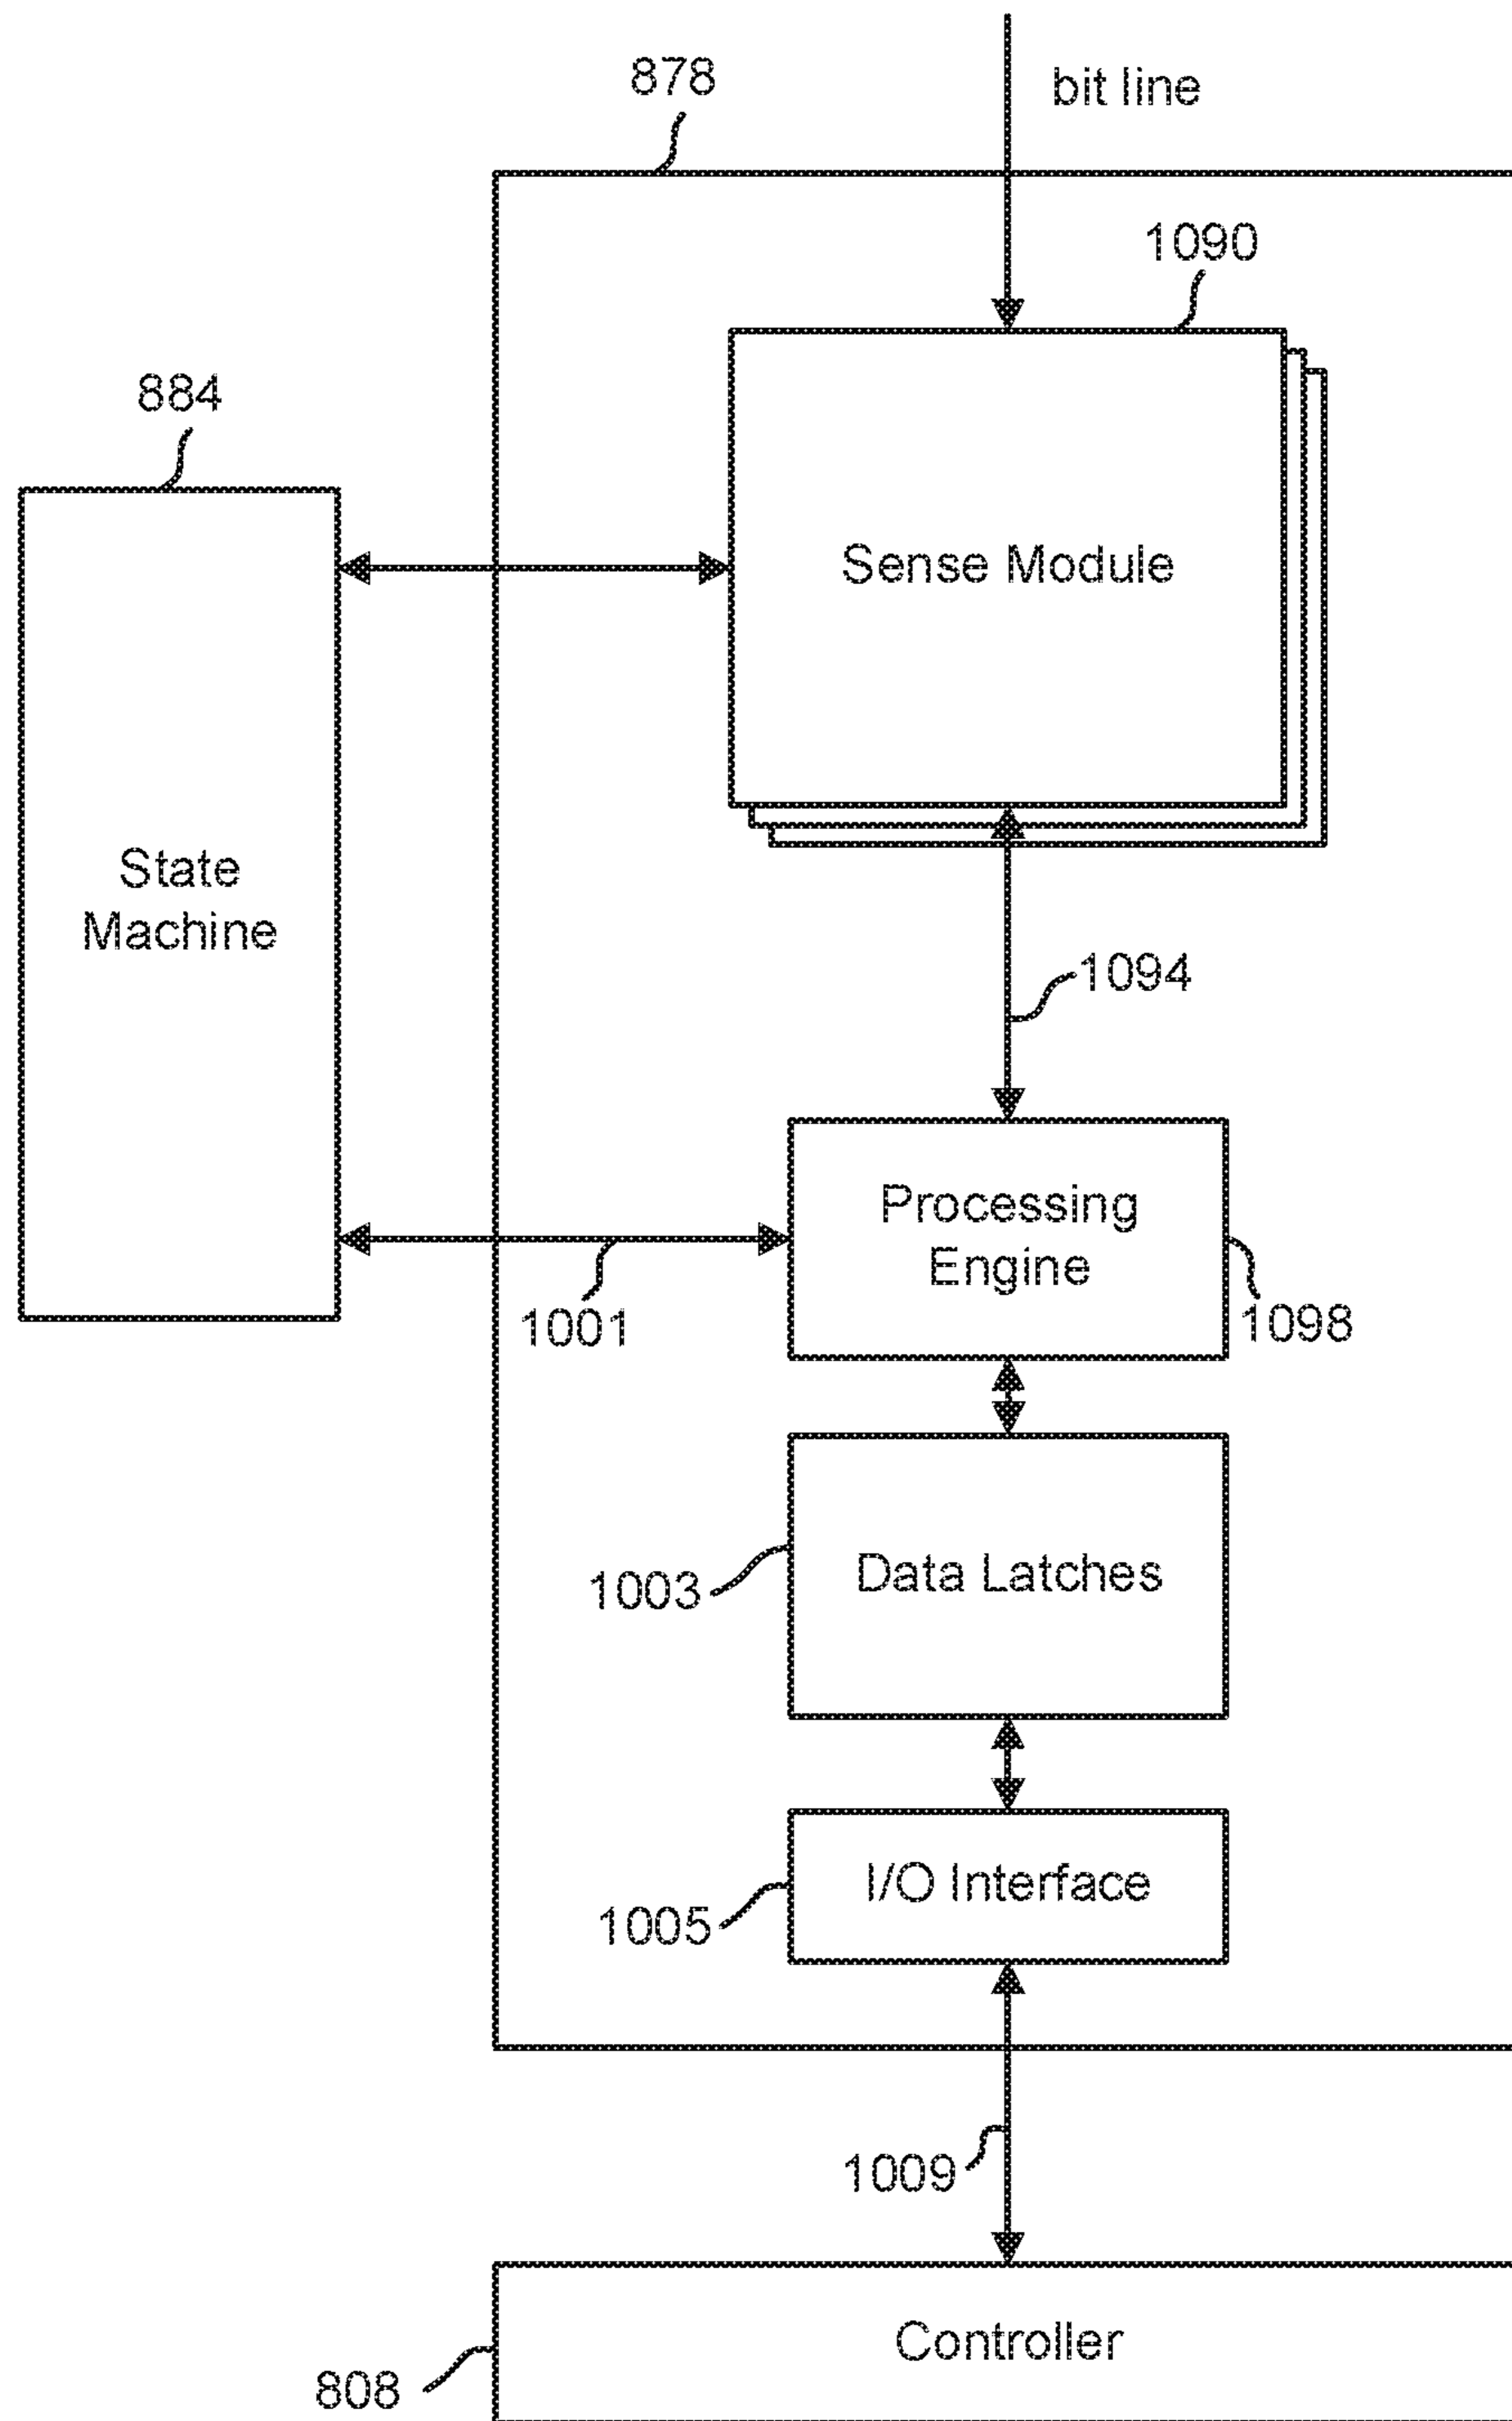 878
bit line
1090
884
Sense Module
State
Machine
1094
Processing
Engine
1001
1098
1003
Data Latches
I/O Interface
1005
1009
Controller
808